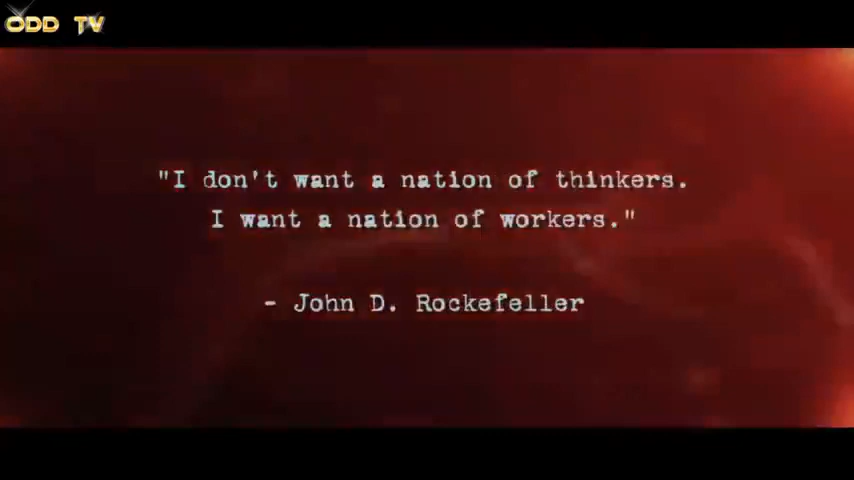 ODD TV
"I don't want a nation of thinkers.
I want a nation of workers."
- John D. Rockefeller